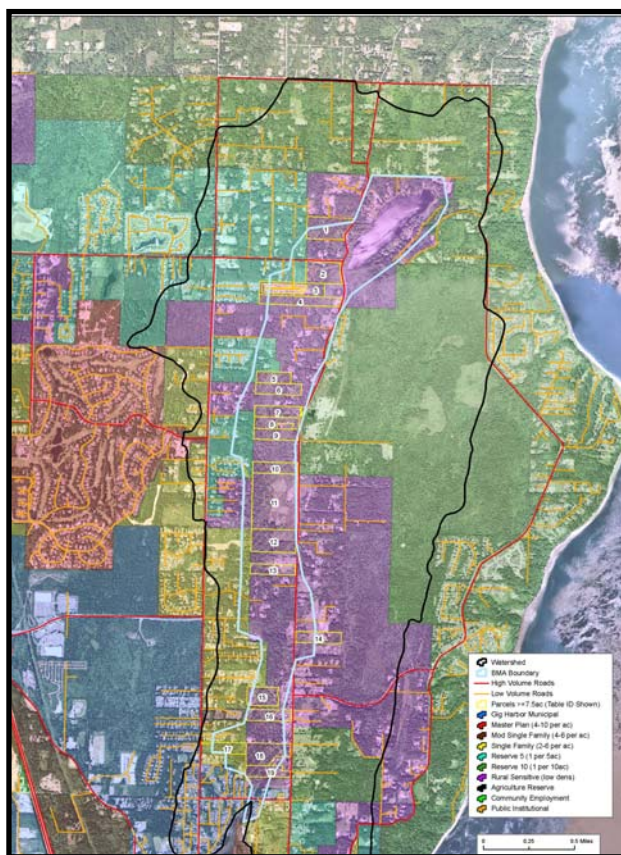 1
2
3
4
5
6
7
8
9
10
11
12
13
14
15
16
17
18
19
Watershed
BMA Boundary
High Volume Roads
Low Volume Roads
Parcels >=7.5ac (Table ID Shown)
Gig Harbor Municipal
Master Plan (4-10 per ac)
Mod Single Family (4-6 per ac)
Single Family (2-6 per ac)
Reserve 5 (1 per 5ac)
Reserve 10 (1 per 10ac)
Rural Sensitive (low dens)
Agriculture Reserve
Community Employment
Public Institutional
0 0.25 0.5 Miles